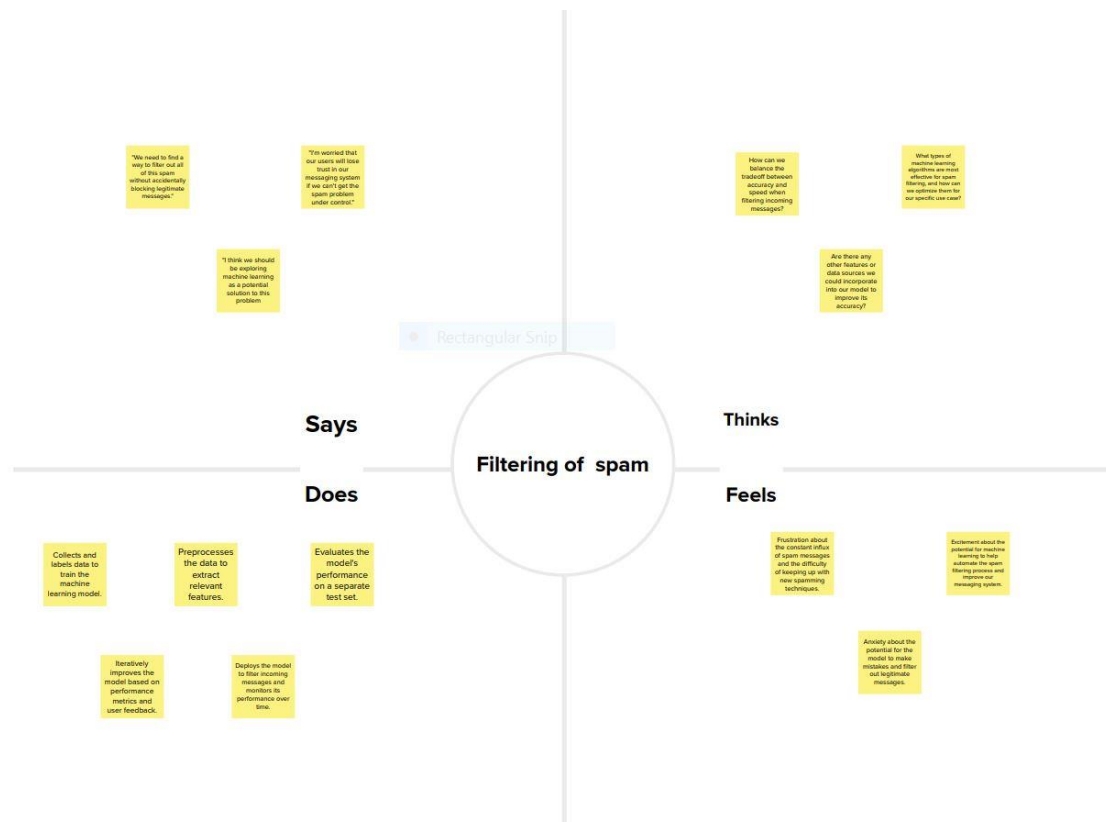 "We need to find a
way to filter out all
of this spam
without accidentally
blocking legitimate
messages."
"I'm worried that
our users will lose
trust in our
messaging system
if we can't get the
spam problem
under control."
"I think we should
be exploring
machine learning
as a potential
solution to this
problem
How can we
balance the
tradeoff between
accuracy and
speed when
filtering incoming
messages?
What types of
machine learning
algorithms are most
effective for spam
filtering, and how can
we optimize them for
our specific use case?
Are there any
other features or
data sources we
could incorporate
into our model to
improve its
accuracy?
Rectangular Snip
Says
Thinks
Filtering of spam
Does
Feels
Collects and
labels data to
train the
machine
learning model.
Preprocesses
the data to
extract
relevant
features.
Evaluates the
model's
performance
on a separate
test set.
Iteratively
improves the
model based on
performance
metrics and
user feedback.
Deploys the model
to filter incoming
messages and
monitors its
performance over
time.
Frustration about
the constant influx
of spam messages
and the difficulty
of keeping up with
new spamming
techniques.
Excitement about the
potential for machine
learning to help
automate the spam
filtering process and
improve our
messaging system.
Anxiety about the
potential for the
model to make
mistakes and filter
out legitimate
messages.